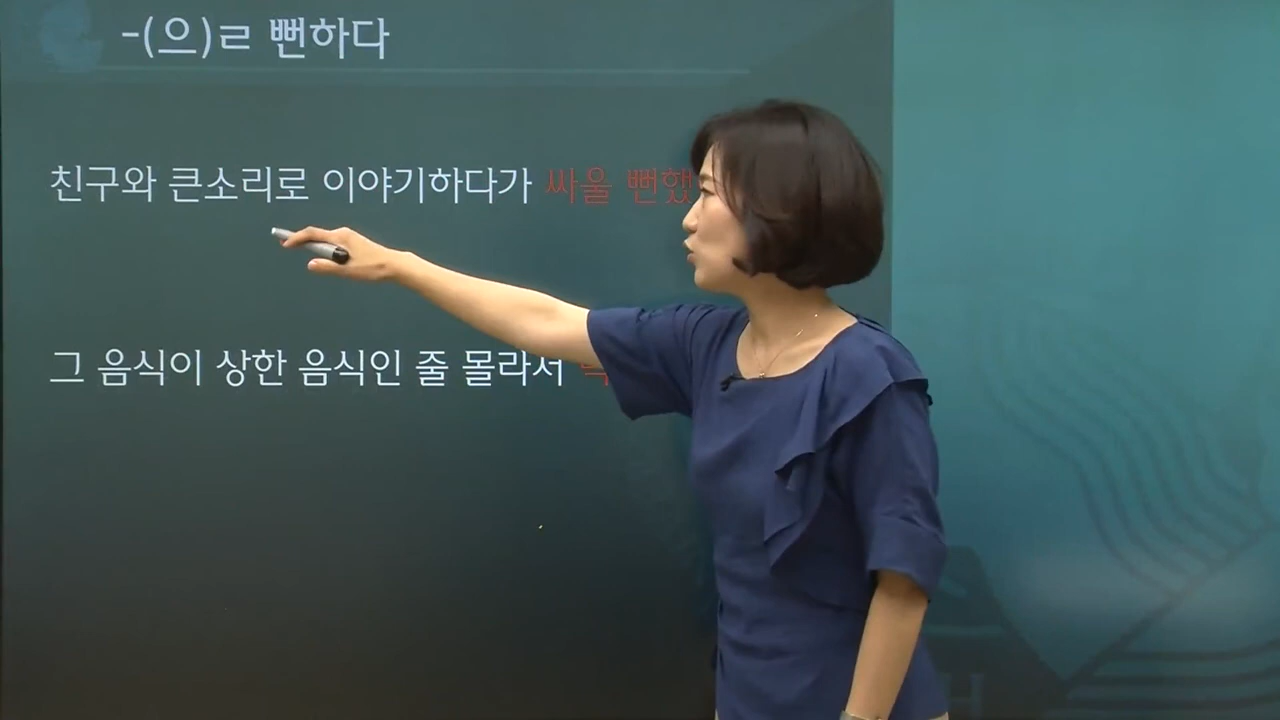 -(으)ㄹ 뻔하다
친구와 큰소리로 이야기하다가 싸울 뻔했
그 음식이 상한 음식인 줄 몰라서